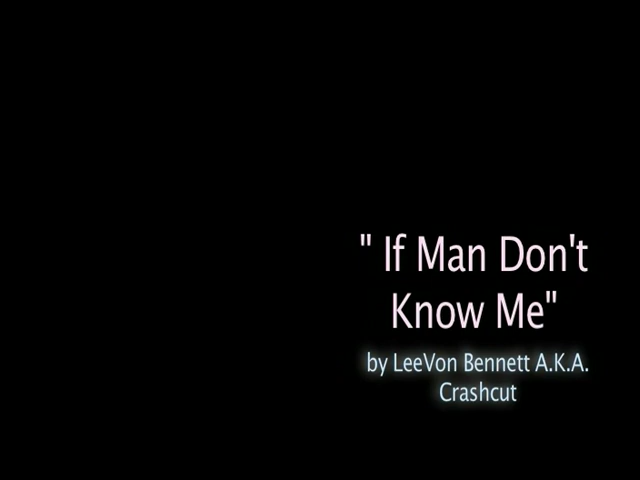 " If Man Don't
Know Me"
by LeeVon Bennett A.K.A.
Crashcut